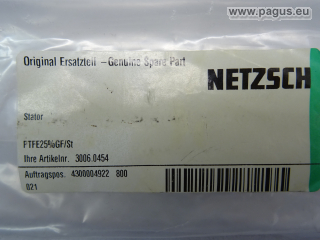 www.pagus.eu
Original Ersatzteil - Genuine Spare Part
NETZSCH
Stator
PTFE25%GF/St
Ihre Artikelnr. 3006.0454
Auftragspos. 4300004922 800
021